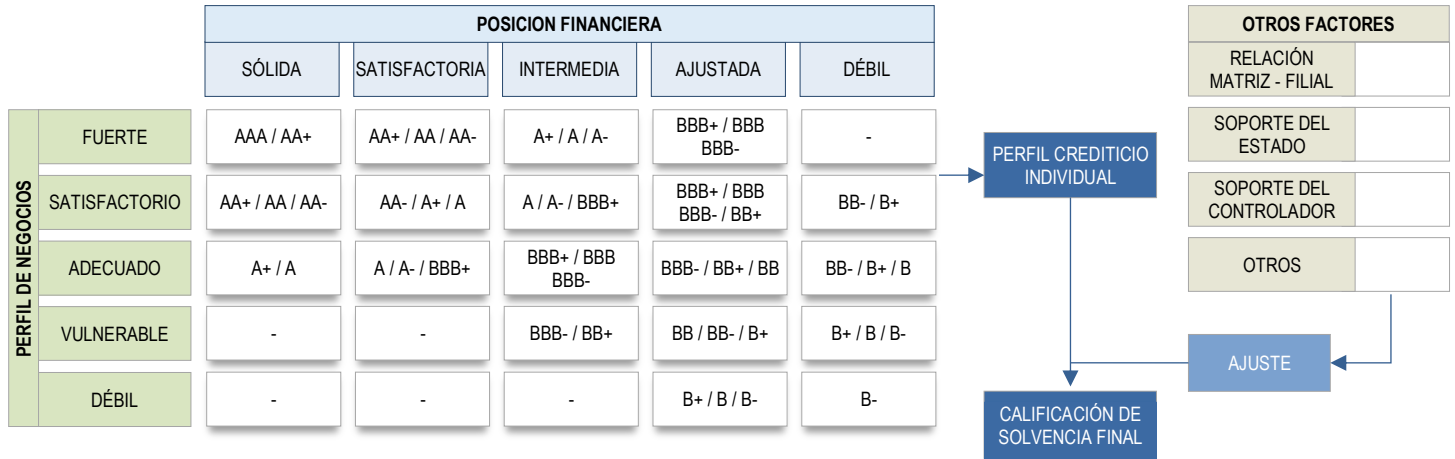 POSICION FINANCIERA
SÓLIDA
SATISFACTORIA
INTERMEDIA
AJUSTADA
DÉBIL
PERFIL DE NEGOCIOS
FUERTE
AAA / AA+
AA+ / AA / AA-
A+ / A / A-
BBB+ / BBB
BBB-
-
SATISFACTORIO
AA+ / AA / AA-
AA- / A+ / A
A / A- / BBB+
BBB+ / BBB
BBB- / BB+
BB- / B+
ADECUADO
A+ / A
A / A- / BBB+
BBB+ / BBB
BBB-
BBB- / BB+ / BB
BB- / B+ / B
VULNERABLE
-
-
BBB- / BB+
BB / BB- / B+
B+ / B / B-
DÉBIL
-
-
-
B+ / B / B-
B-
PERFIL CREDITICIO
INDIVIDUAL
OTROS FACTORES
RELACIÓN
MATRIZ - FILIAL
SOPORTE DEL
ESTADO
SOPORTE DEL
CONTROLADOR
OTROS
AJUSTE
CALIFICACIÓN DE
SOLVENCIA FINAL